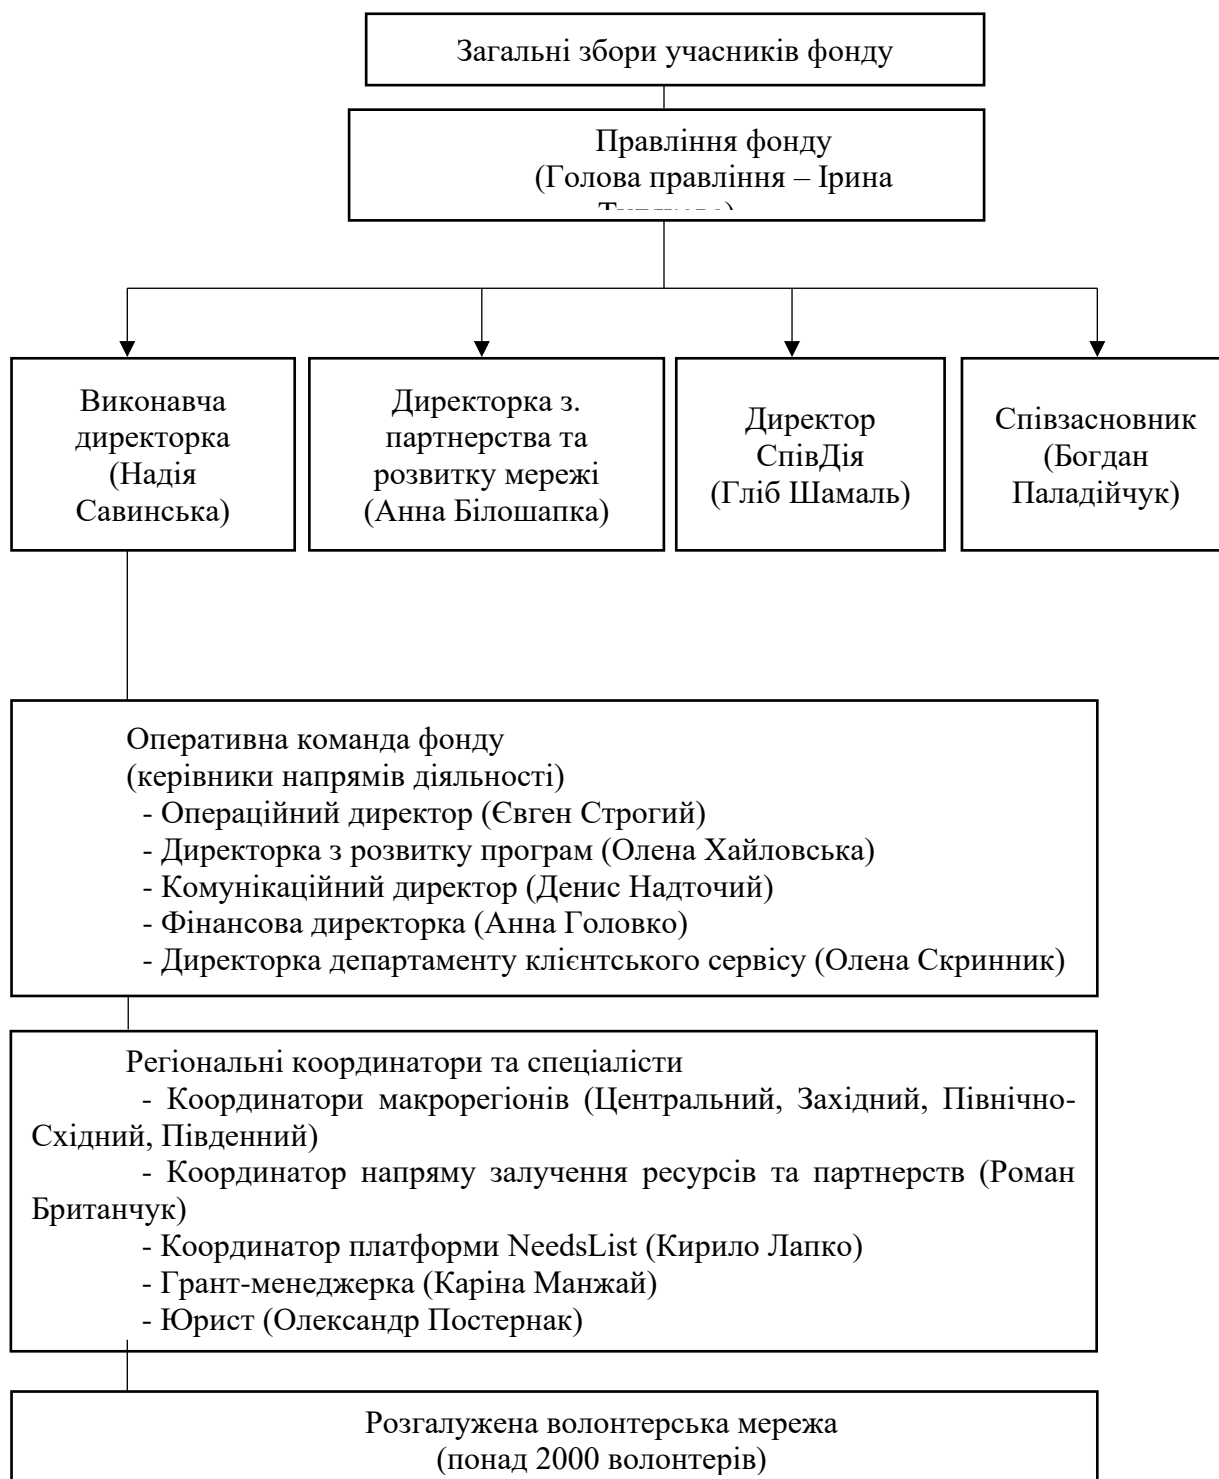 Загальні збори учасників фонду
Правління фонду
(Голова правління – Ірина
Виконавча
директорка
(Надія
Савинська)
Директорка з.
партнерства та
розвитку мережі
(Анна Білошапка)
Директор
СпівДія
(Гліб Шамаль)
Співзасновник
(Богдан
Паладійчук)
Оперативна команда фонду
(керівники напрямів діяльності)
- Операційний директор (Євген Строгий)
- Директорка з розвитку програм (Олена Хайловська)
- Комунікаційний директор (Денис Надточий)
- Фінансова директорка (Анна Головко)
- Директорка департаменту клієнтського сервісу (Олена Скринник)
Регіональні координатори та спеціалісти
- Координатори макрорегіонів (Центральний, Західний, Північно-
Східний, Південний)
- Координатор напряму залучення ресурсів та партнерств (Роман
Британчук)
- Координатор платформи NeedsList (Кирило Лапко)
- Грант-менеджерка (Каріна Манжай)
- Юрист (Олександр Постернак)
Розгалужена волонтерська мережа
(понад 2000 волонтерів)